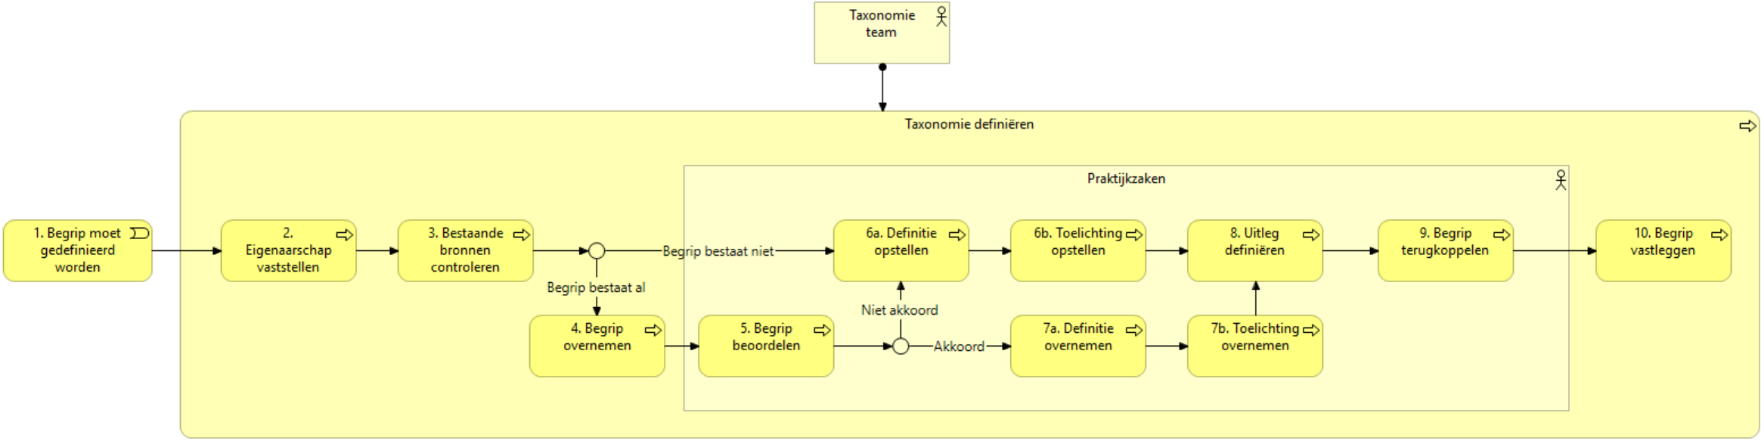 Taxonomie
team
Taxonomie definiëren
Praktijkzaken
1. Begrip moet
gedefinieerd
worden
2.
Eigenaarschap
vaststellen
3. Bestaande
bronnen
controleren
Begrip bestaat niet
6a. Definitie
opstellen
6b. Toelichting
opstellen
8. Uitleg
definiëren
9. Begrip
terugkoppelen
10. Begrip
vastleggen
Begrip bestaat al
Niet akkoord
4. Begrip
overnemen
5. Begrip
beoordelen
Akkoord
7a. Definitie
overnemen
7b. Toelichting
overnemen